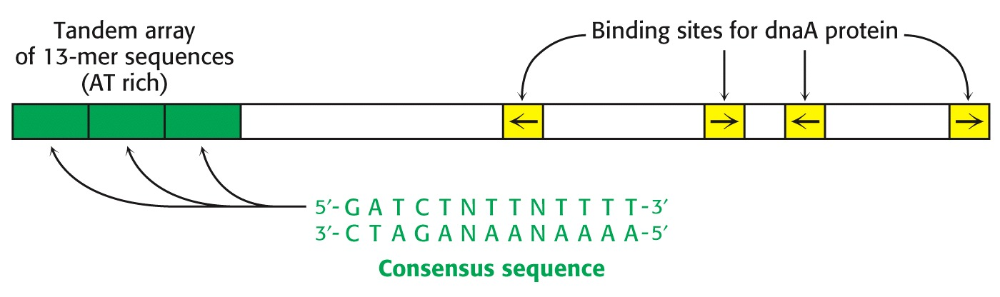 Tandem array
of 13-mer sequences
(AT rich)
Binding sites for dnaA protein
5′-G A T C T N T T N T T T T-3′
3′-C T A G A N A A N A A A A-5′
Consensus sequence